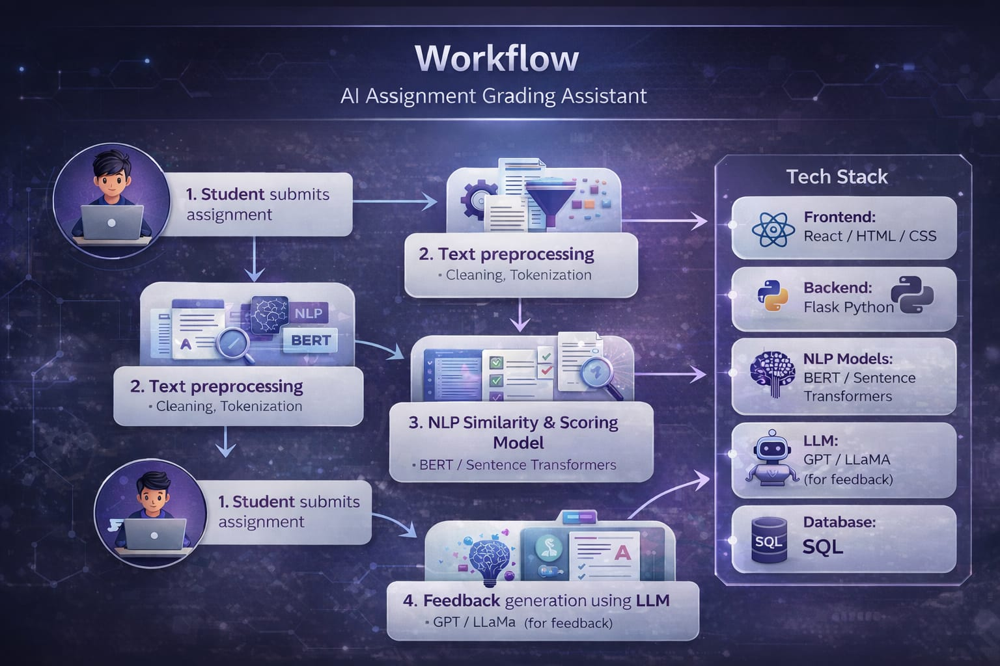 Workflow
AI Assignment Grading Assistant
1. Student submits
assignment
2. Text preprocessing
• Cleaning, Tokenization
A
NLP
BERT
2. Text preprocessing
• Cleaning, Tokenization
3. NLP Similarity & Scoring
Model
• BERT / Sentence Transformers
1. Student submits
assignment
A
4. Feedback generation using LLM
• GPT / LLaMa (for feedback)
Tech Stack
Frontend:
React / HTML / CSS
Backend:
Flask Python
NLP Models:
BERT / Sentence
Transformers
LLM:
GPT / LLaMA
(for feedback)
Database:
SQL
SQL